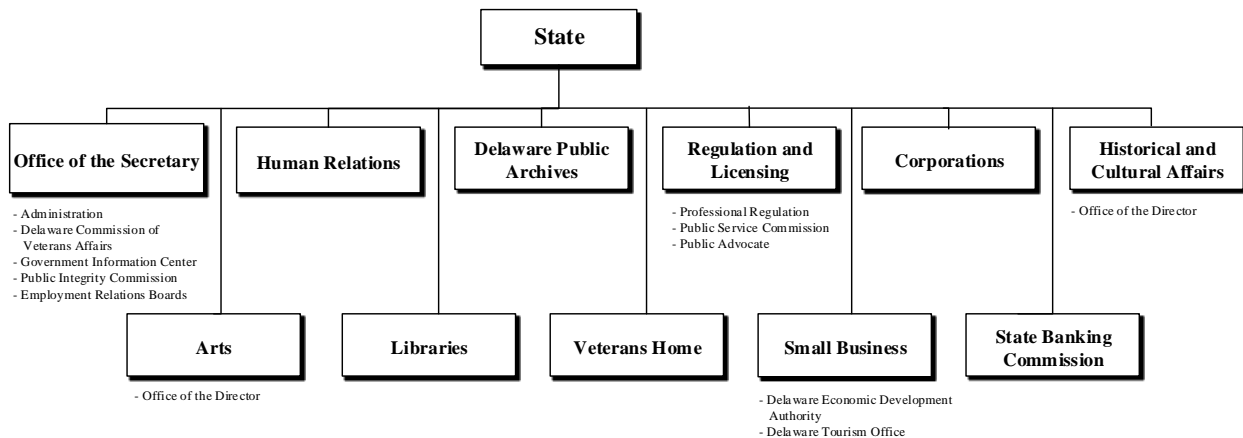 State
Office of the Secretary
- Administration
- Delaware Commission of
Veterans Affairs
- Government Information Center
- Public Integrity Commission
- Employment Relations Boards
Human Relations
Delaware Public
Archives
Regulation and
Licensing
- Professional Regulation
- Public Service Commission
- Public Advocate
Corporations
Historical and
Cultural Affairs
- Office of the Director
Arts
- Office of the Director
Libraries
Veterans Home
Small Business
- Delaware Economic Development
Authority
- Delaware Tourism Office
State Banking
Commission